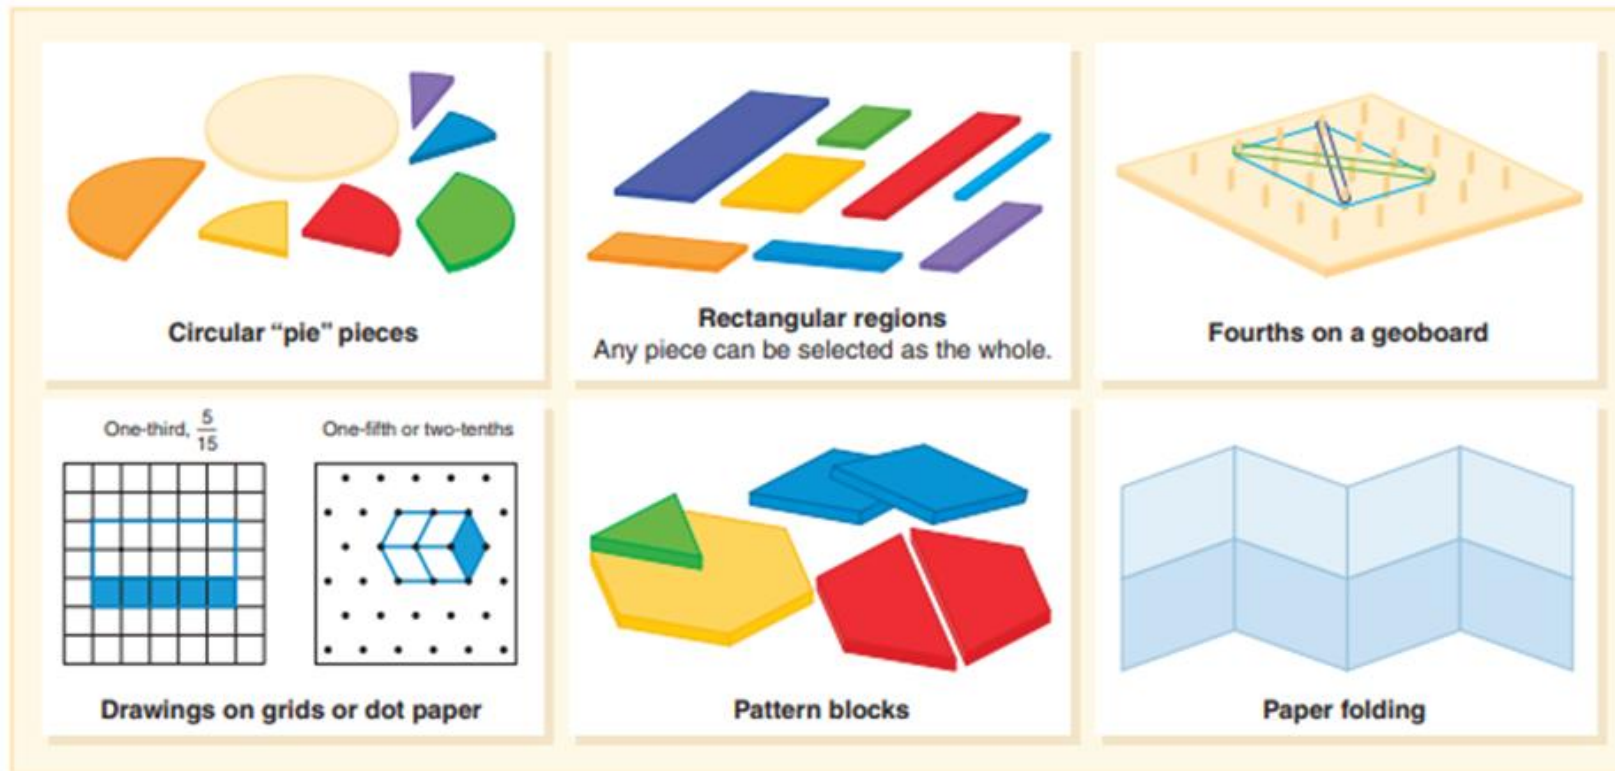 Circular “pie” pieces
Rectangular regions
Any piece can be selected as the whole.
Fourths on a geoboard
One-third, 5/15
One-fifth or two-tenths
Drawings on grids or dot paper
Pattern blocks
Paper folding